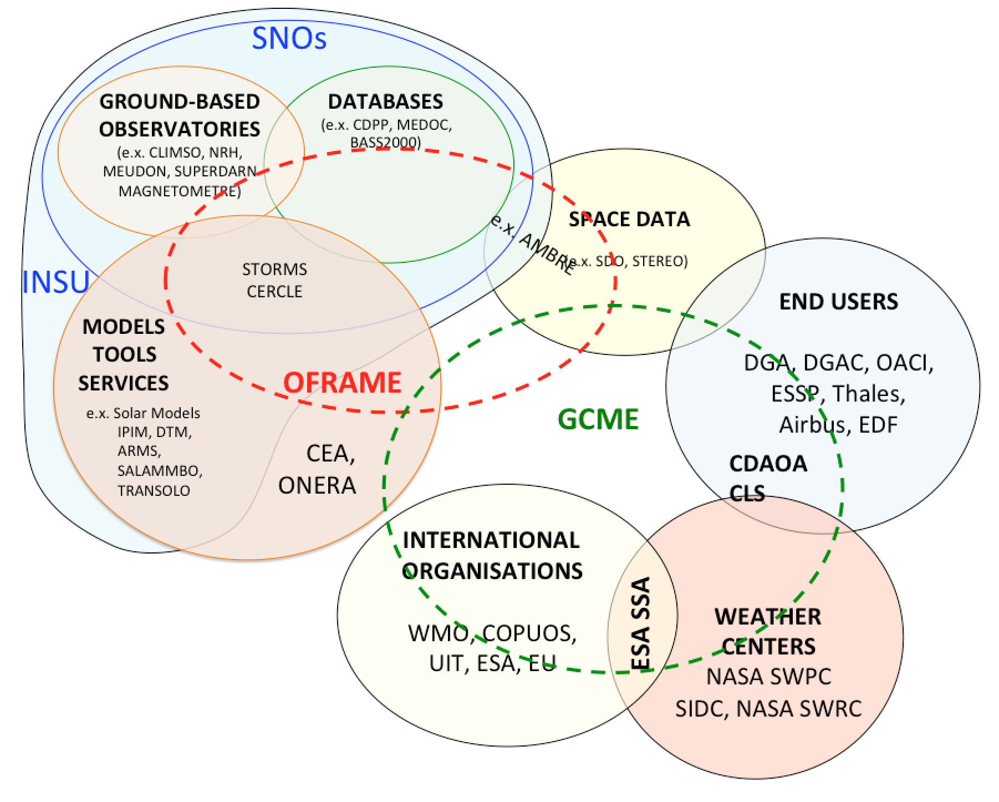 SNOs
GROUND-BASED
OBSERVATORIES
(e.x. CLIMSO, NRH,
MEUDON, SUPERDARN
MAGNETOMETRE)
DATABASES
(e.x. CDPP, MEDOC,
BASS2000)
SPACE DATA
(e.x. SDO, STEREO)
e.x. AMBRE
INSU
STORMS
CERCLE
MODELS
TOOLS
SERVICES
e.x. Solar Models
IPIM, DTM,
ARMS,
SALAMMBO,
TRANSOLO
OFRAME
CEA,
ONERA
GCME
END USERS
DGA, DGAC, OACI,
ESSP, Thales,
Airbus, EDF
CDAOA
CLS
INTERNATIONAL
ORGANISATIONS
WMO, COPUOS,
UIT, ESA, EU
ESA SSA
WEATHER
CENTERS
NASA SWPC
SIDC, NASA SWRC